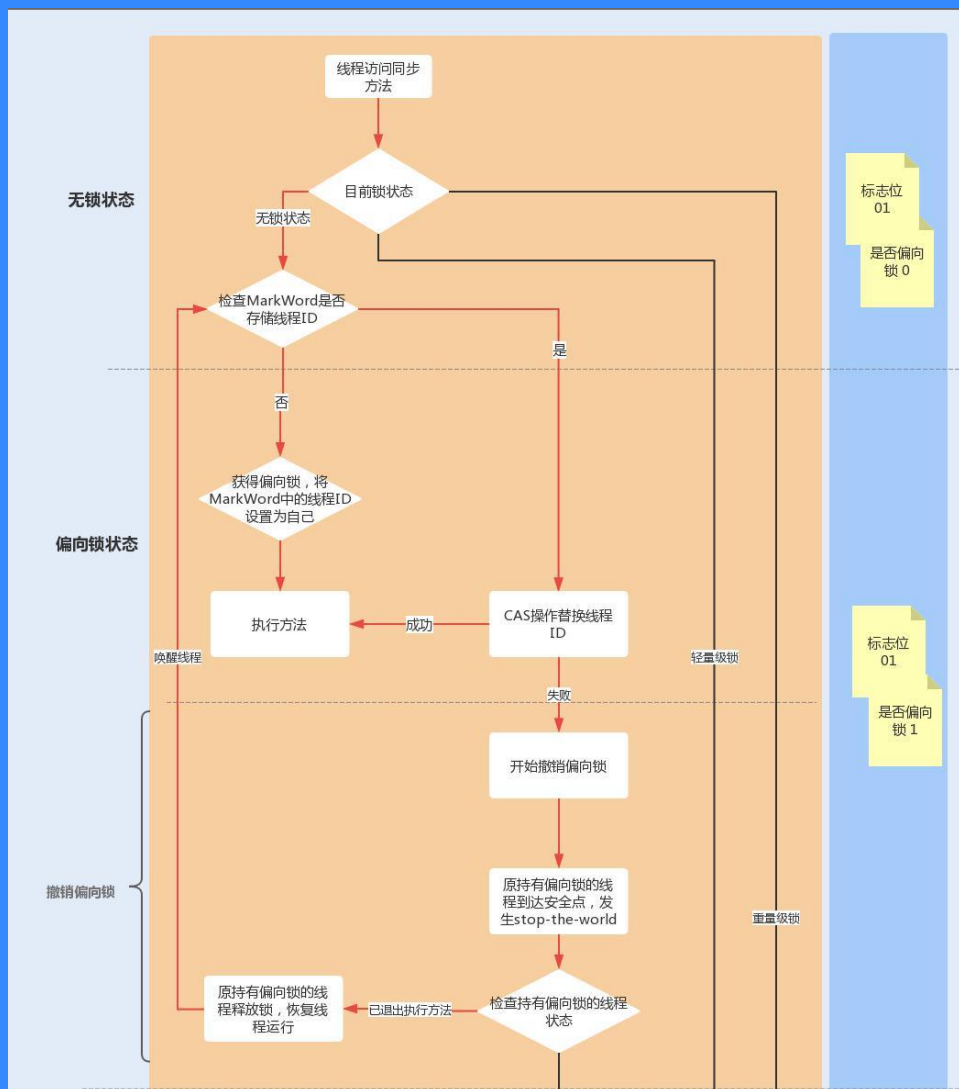 线程访问同步
方法
目前锁状态
无锁状态
标志位
01
是否偏向
锁 0
无锁状态
检查MarkWord是否
存储线程ID
是
否
获得偏向锁，将
MarkWord中的线程ID
设置为自己
偏向锁状态
执行方法
成功
CAS操作替换线程
ID
标志位
01
唤醒线程
轻量级锁
失败
是否偏向
锁 1
开始撤销偏向锁
撤销偏向锁
原持有偏向锁的线
程到达安全点，发
生stop-the-world
重量级锁
原持有偏向锁的线
程释放锁，恢复线
程运行
已退出执行方法
检查持有偏向锁的线程
状态